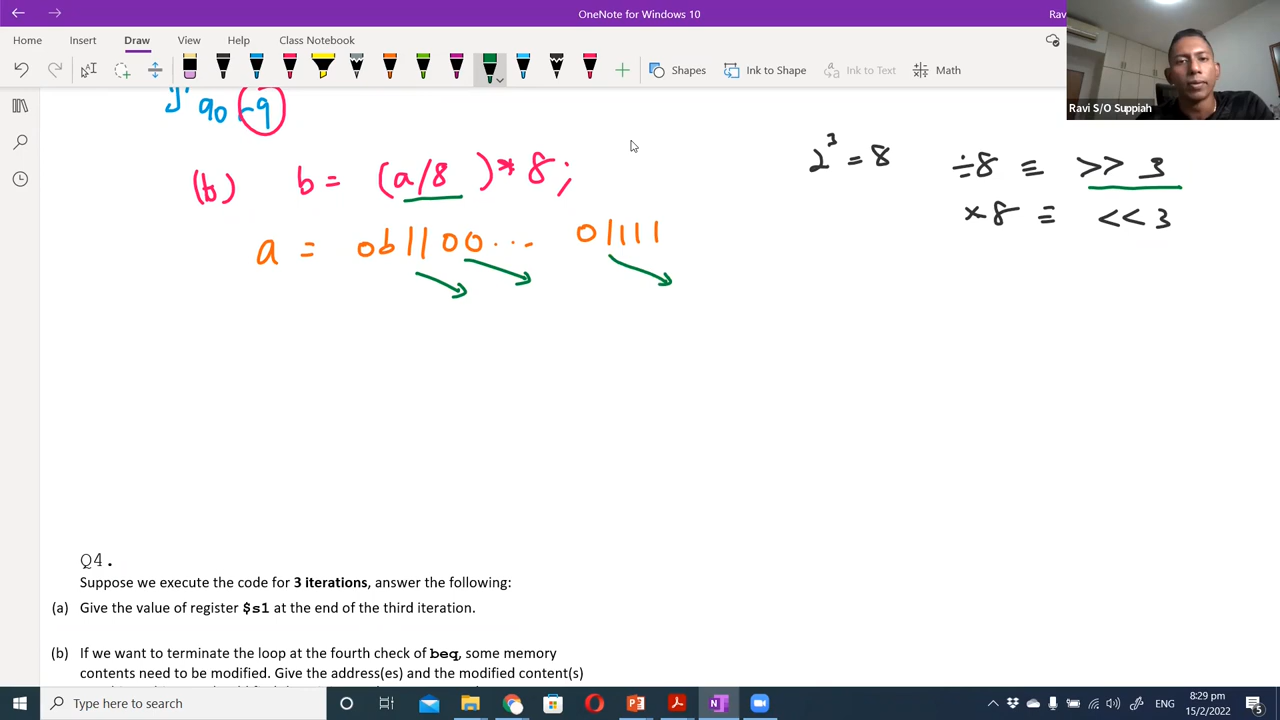 OneNote for Windows 10
Ravi
Home Insert Draw View Help Class Notebook
Shapes Ink to Shape Ink to Text Math
Ravi S/O Suppiah
90 -9
(b) b = (a/8 ) * 8;
a = 0b1100... 01111
2³ = 8
÷8 ≡ >> 3
×8 ≡ << 3
Q4.
Suppose we execute the code for 3 iterations, answer the following:
(a) Give the value of register $s1 at the end of the third iteration.
(b) If we want to terminate the loop at the fourth check of beq, some memory
contents need to be modified. Give the address(es) and the modified content(s)
Type here to search
ENG
8:29 pm
15/2/2022
5